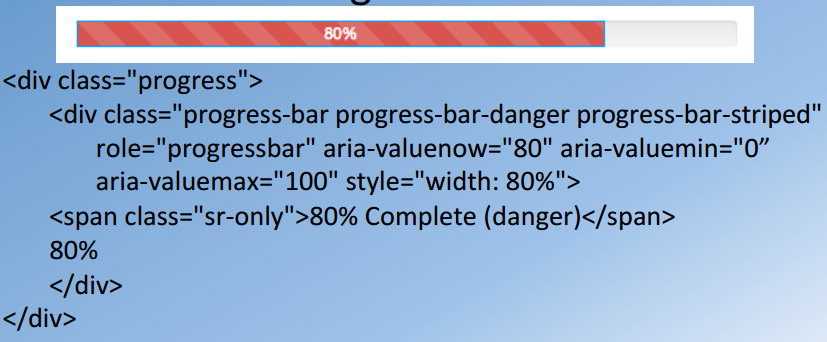 80%
<div class="progress">
<div class="progress-bar progress-bar-danger progress-bar-striped"
role="progressbar" aria-valuenow="80" aria-valuemin="0”
aria-valuemax="100" style="width: 80%">
<span class="sr-only">80% Complete (danger)</span>
80%
</div>
</div>